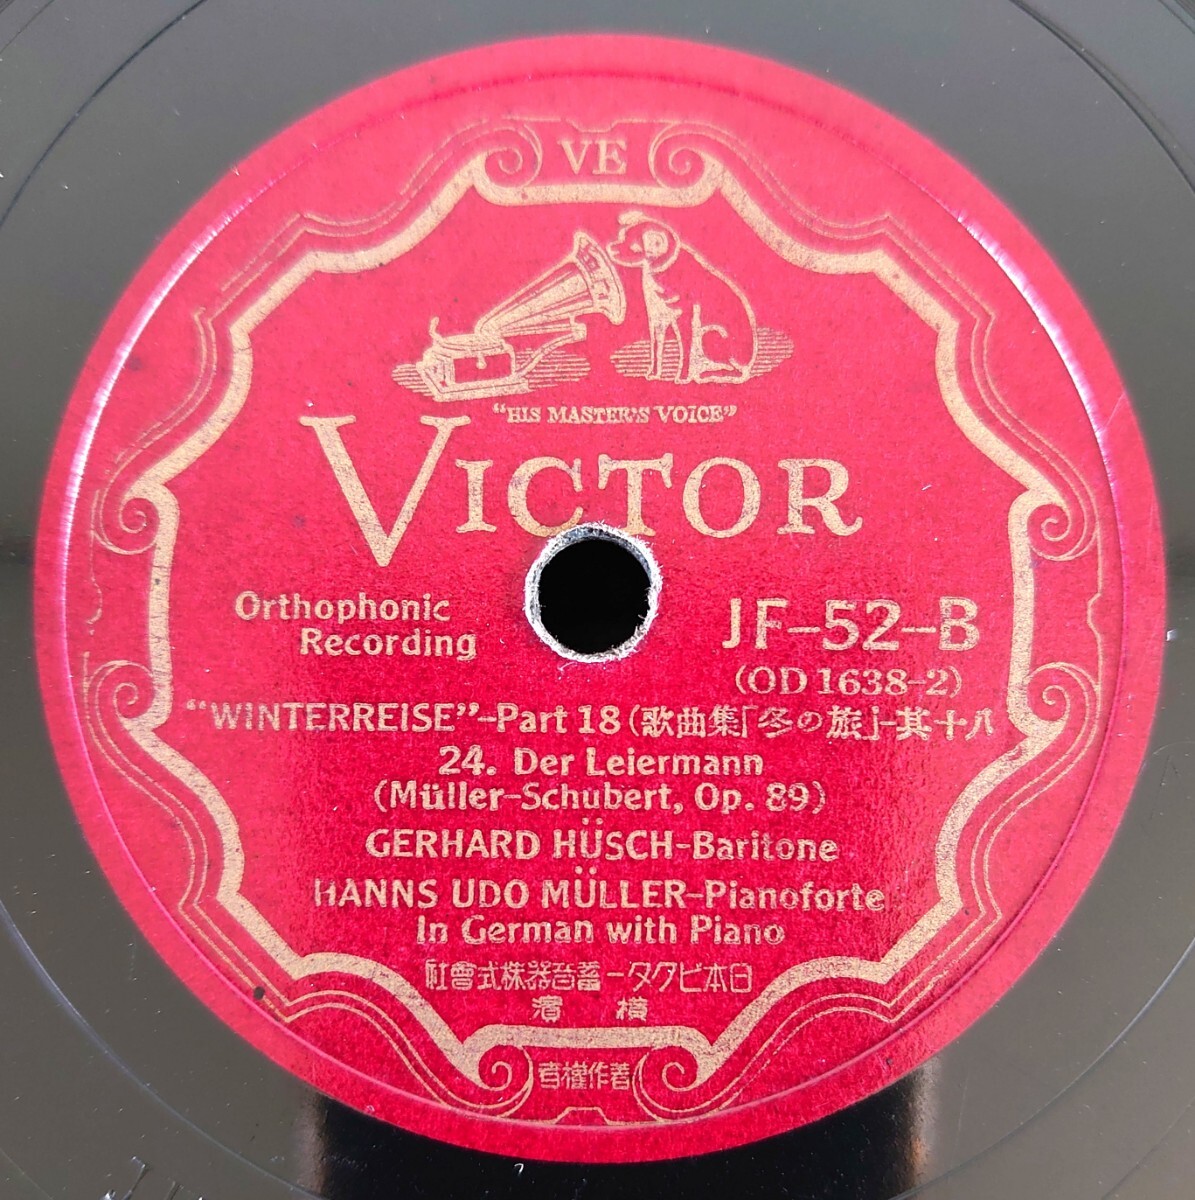 VE
"HIS MASTER'S VOICE"
VICTOR
Orthophonic
Recording
JF-52-B
(OD 1638-2)
"WINTERREISE"-Part 18 (歌曲集「冬の旅」-其十八
24. Der Leiermann
(Müller-Schubert, Op. 89)
GERHARD HÜSCH-Baritone
HANNS UDO MÜLLER-Pianoforte
In German with Piano
社會式株器音蓄ータクビ本日
濱横
者權作著